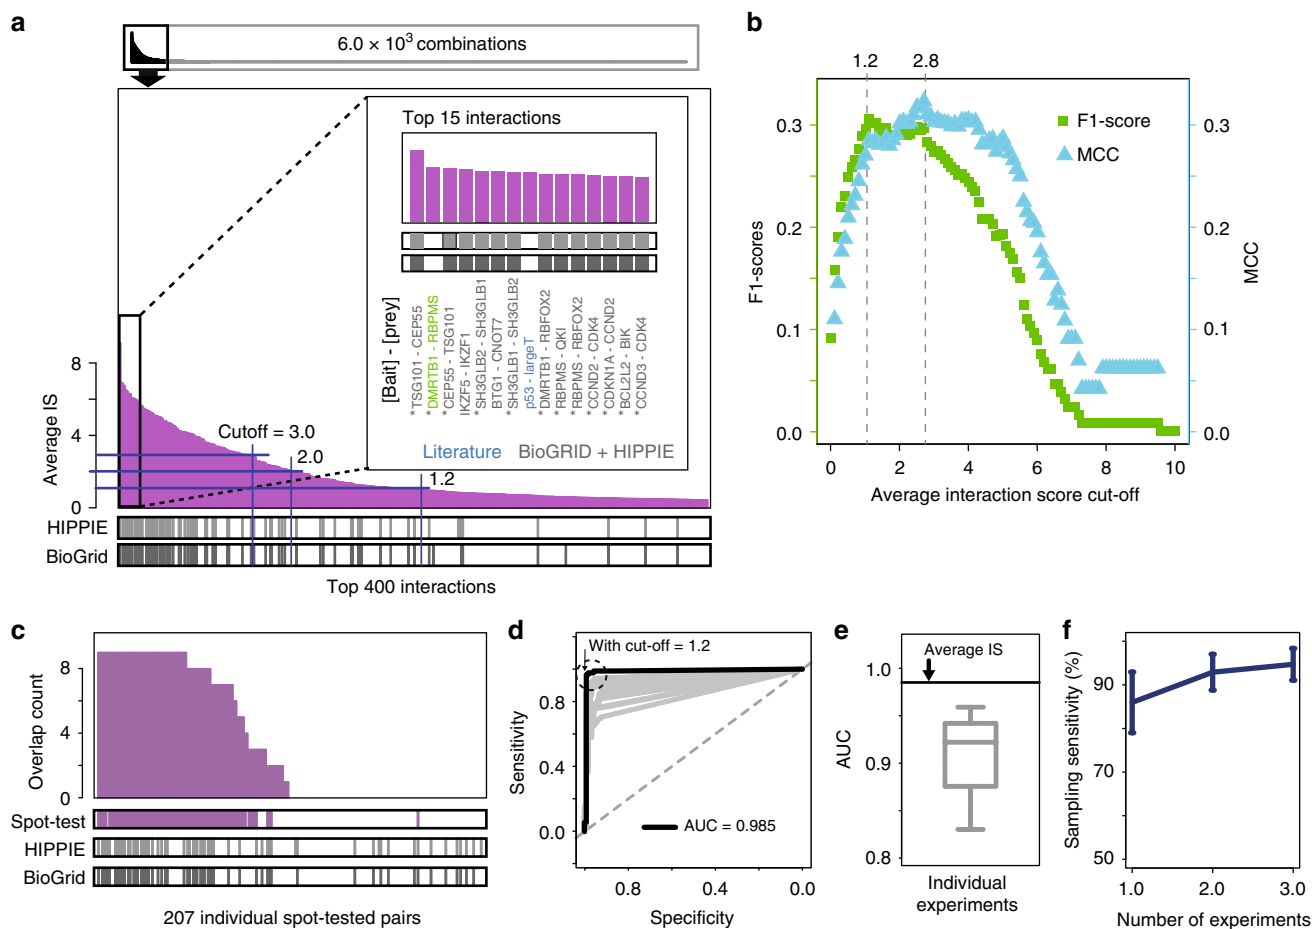 a
6.0 × 10³ combinations
Top 15 interactions
[Bait] - [prey]
*TSG101 - CEP55
*DMRTB1 - RBPMS
*CEP55 - TSG101
IKZF5 - IKZF1
*SH3GLB2 - SH3GLB1
BTG1 - CNOT7
*SH3GLB1 - SH3GLB2
p53 - largeT
*DMRTB1 - RBFOX2
*RBPMS - QKI
*RBPMS - RBFOX2
*CCND2 - CDK4
*CDKN1A - CCND2
*BCL2L2 - BIK
*CCND3 - CDK4
Literature BioGRID + HIPPIE
Average IS
8
4
0
Cutoff = 3.0
2.0
1.2
HIPPIE
BioGrid
Top 400 interactions
b
1.2 2.8
F1-score
MCC
F1-scores
0.3
0.2
0.1
0.0
MCC
0.3
0.2
0.1
0.0
0 2 4 6 8 10
Average interaction score cut-off
c
Overlap count
8
4
0
Spot-test
HIPPIE
BioGrid
207 individual spot-tested pairs
d
With cut-off = 1.2
Sensitivity
0.8
0.4
0.0
AUC = 0.985
0.8 0.4 0.0
Specificity
e
Average IS
AUC
1.0
0.9
0.8
Individual
experiments
f
Sampling sensitivity (%)
90
70
50
1.0 2.0 3.0
Number of experiments